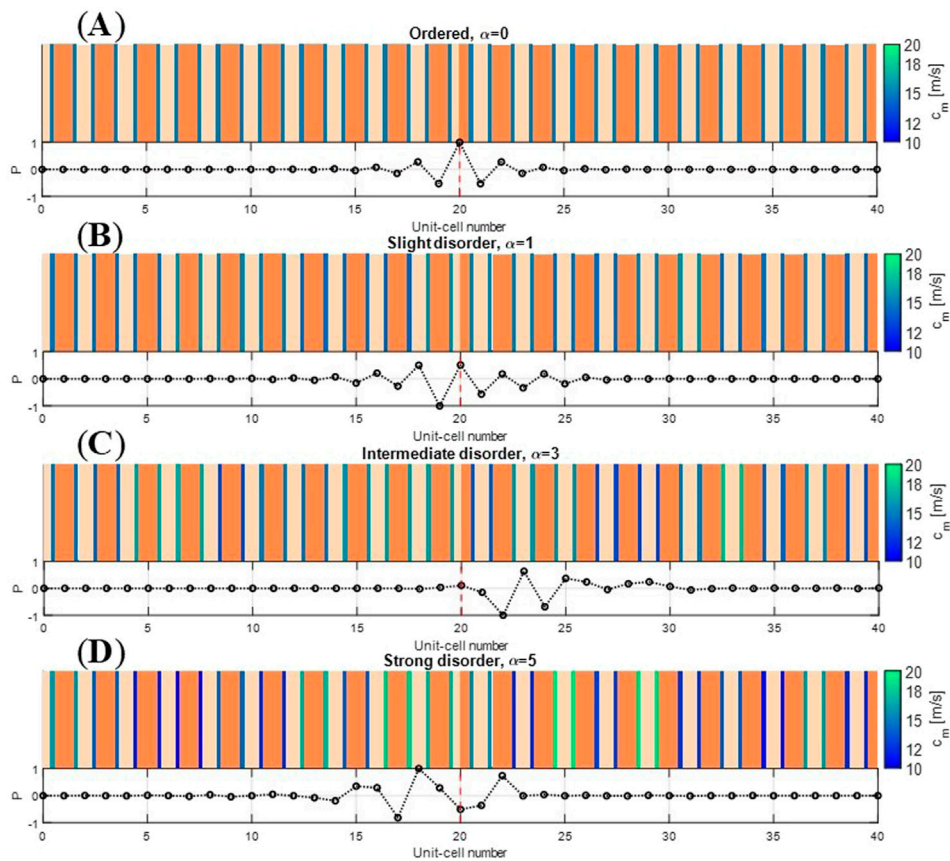 (A)
Ordered, α=0
20
18
15
12
10
c_m [m/s]
1
0
-1
P
0 5 10 15 20 25 30 35 40
Unit-cell number
(B)
Slight disorder, α=1
20
18
15
12
10
c_m [m/s]
1
0
-1
P
0 5 10 15 20 25 30 35 40
Unit-cell number
(C)
Intermediate disorder, α=3
20
18
15
12
10
c_m [m/s]
1
0
-1
P
0 5 10 15 20 25 30 35 40
Unit-cell number
(D)
Strong disorder, α=5
20
18
15
12
10
c_m [m/s]
1
0
-1
P
0 5 10 15 20 25 30 35 40
Unit-cell number